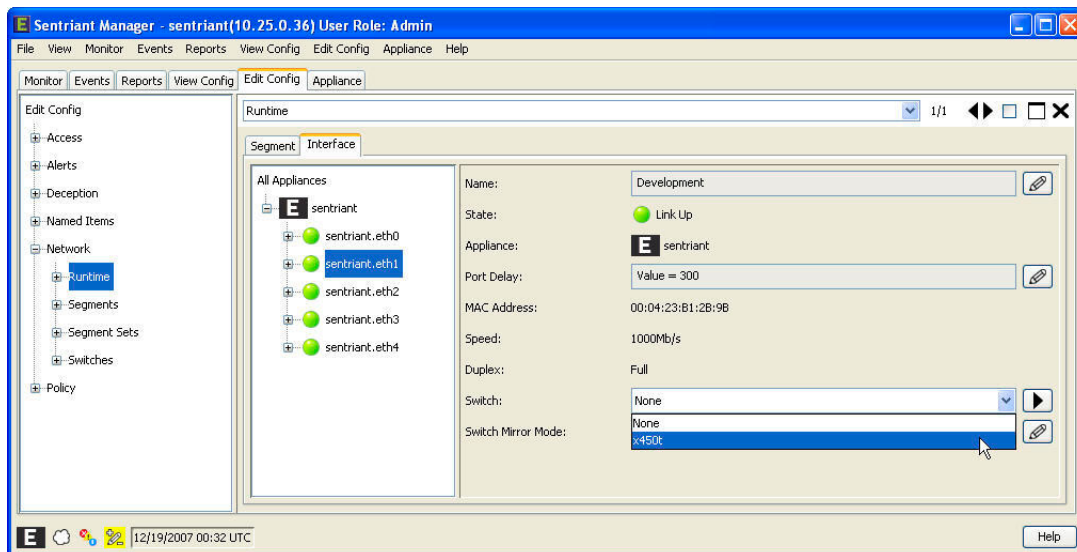 E Sentriant Manager - sentriant(10.25.0.36) User Role: Admin
File View Monitor Events Reports View Config Edit Config Appliance Help
Monitor Events Reports View Config Edit Config Appliance
Edit Config
Access
Alerts
Deception
Named Items
Network
Runtime
Segments
Segment Sets
Switches
Policy
Runtime 1/1
Segment Interface
All Appliances
E sentriant
sentriant.eth0
sentriant.eth1
sentriant.eth2
sentriant.eth3
sentriant.eth4
Name: Development
State: Link Up
Appliance: E sentriant
Port Delay: Value = 300
MAC Address: 00:04:23:B1:2B:9B
Speed: 1000Mb/s
Duplex: Full
Switch: None
None
Switch Mirror Mode:
x450t
E 12/19/2007 00:32 UTC Help